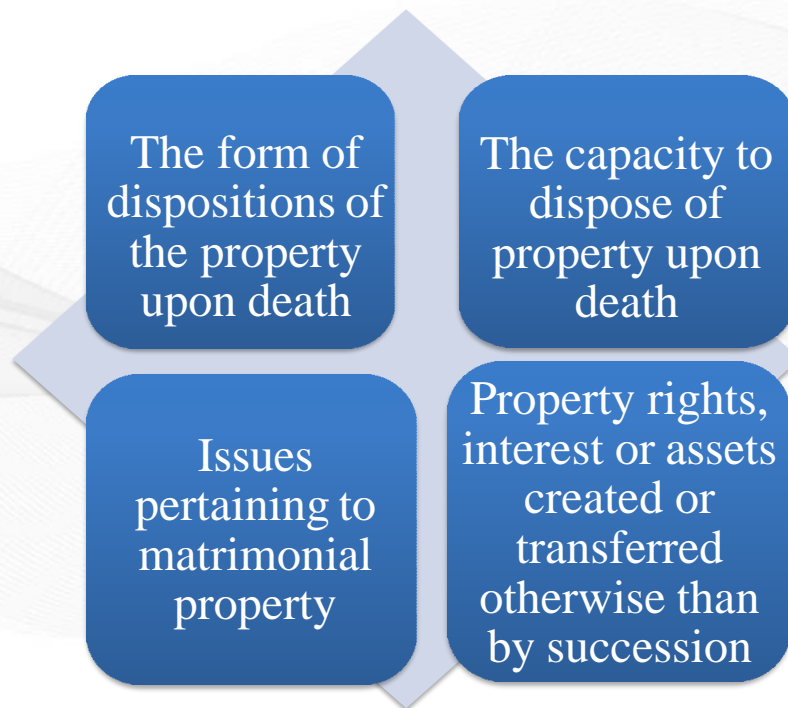 The form of
dispositions of
the property
upon death
The capacity to
dispose of
property upon
death
Issues
pertaining to
matrimonial
property
Property rights,
interest or assets
created or
transferred
otherwise than
by succession